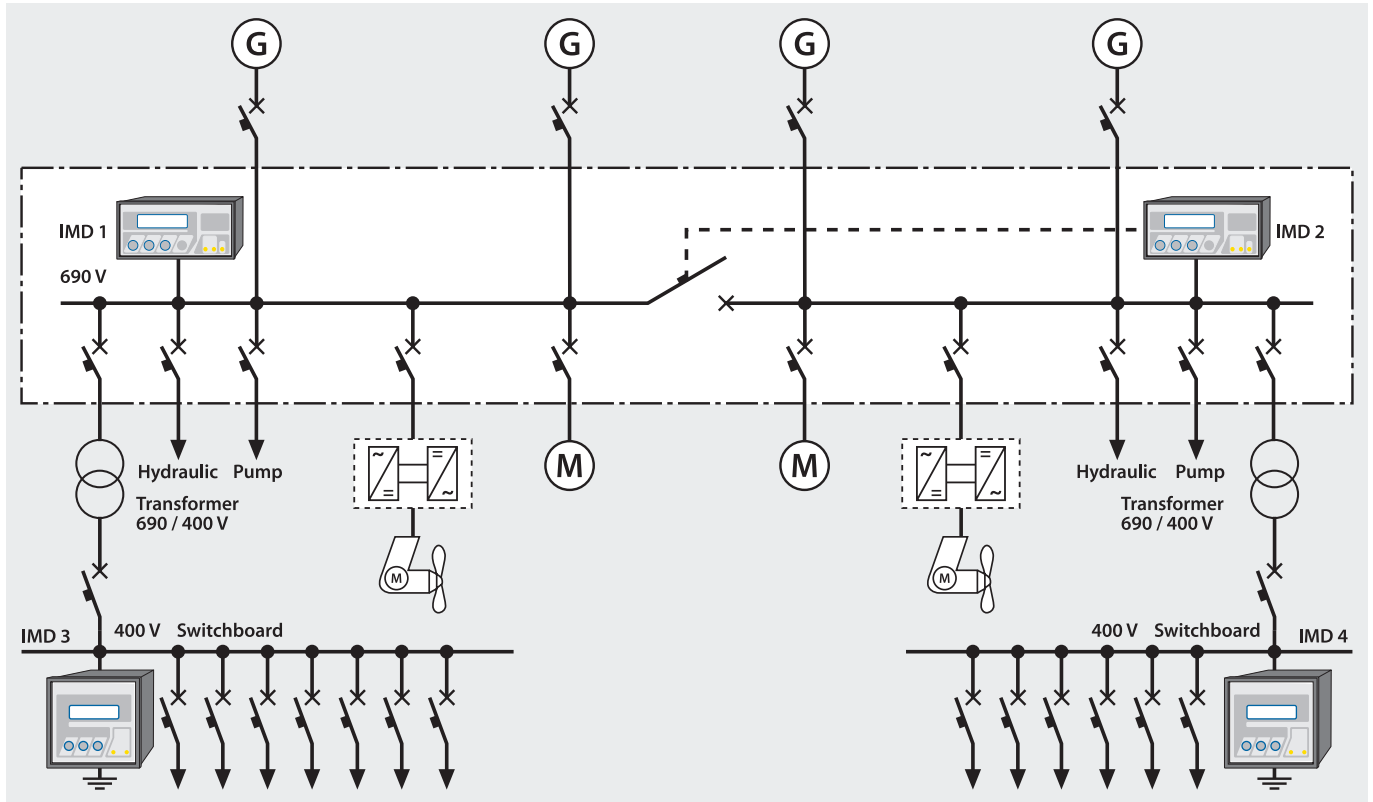 G G G G
IMD 1
IMD 2
690 V
~ = = ~
M
M
~ = = ~
Hydraulic Pump
Hydraulic Pump
Transformer
690 / 400 V
Transformer
690 / 400 V
M
M
IMD 3
400 V Switchboard
400 V Switchboard
IMD 4